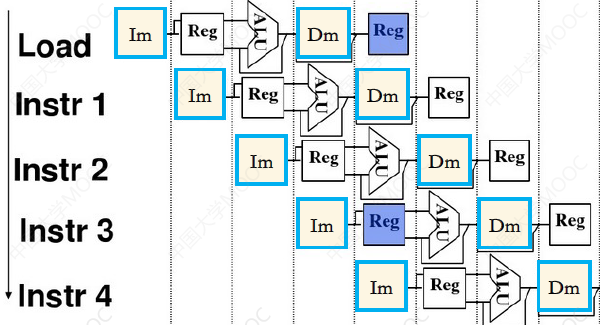 Load Im Reg ALU Dm Reg
Instr 1 Im Reg ALU Dm Reg
Instr 2 Im Reg ALU Dm Reg
Instr 3 Im Reg ALU Dm Reg
Instr 4 Im Reg ALU Dm
中国大学MOOC